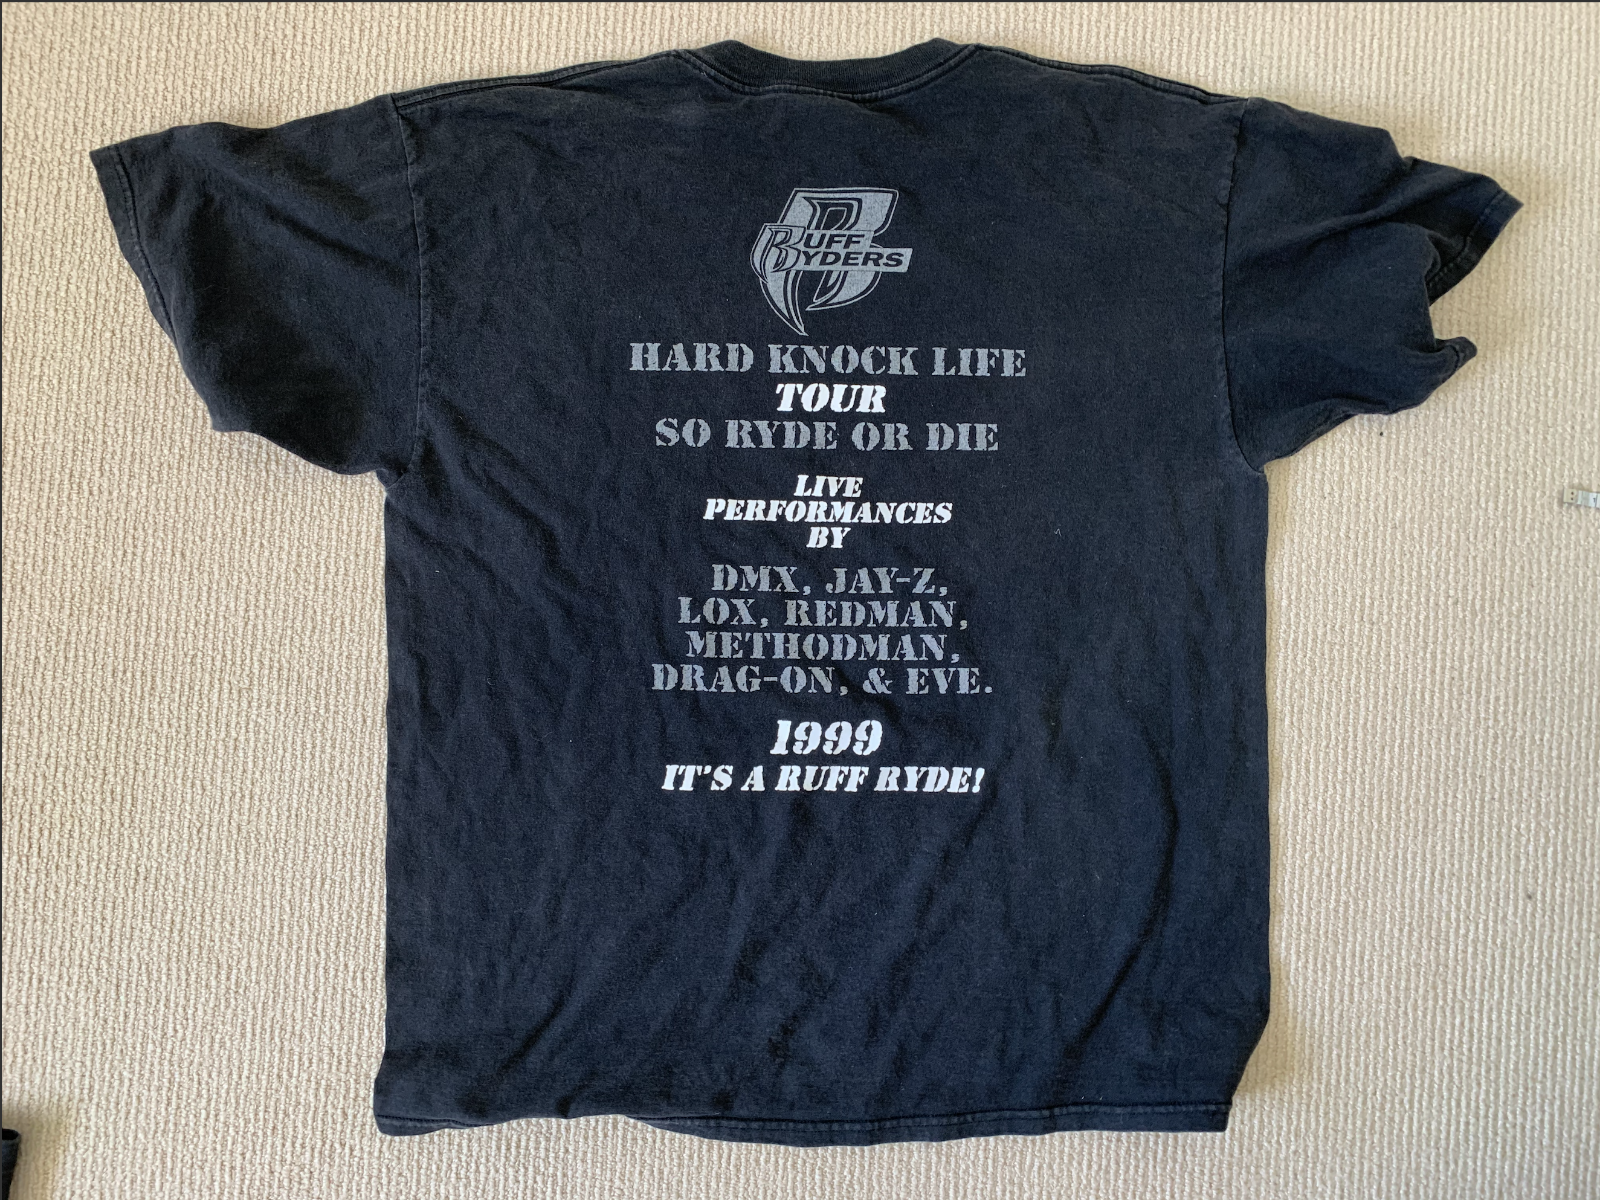 RUFF
RYDERS
HARD KNOCK LIFE
TOUR
SO RYDE OR DIE
LIVE
PERFORMANCES
BY
DMX, JAY-Z,
LOX, REDMAN,
METHODMAN,
DRAG-ON, & EVE.
1999
IT'S A RUFF RYDE!